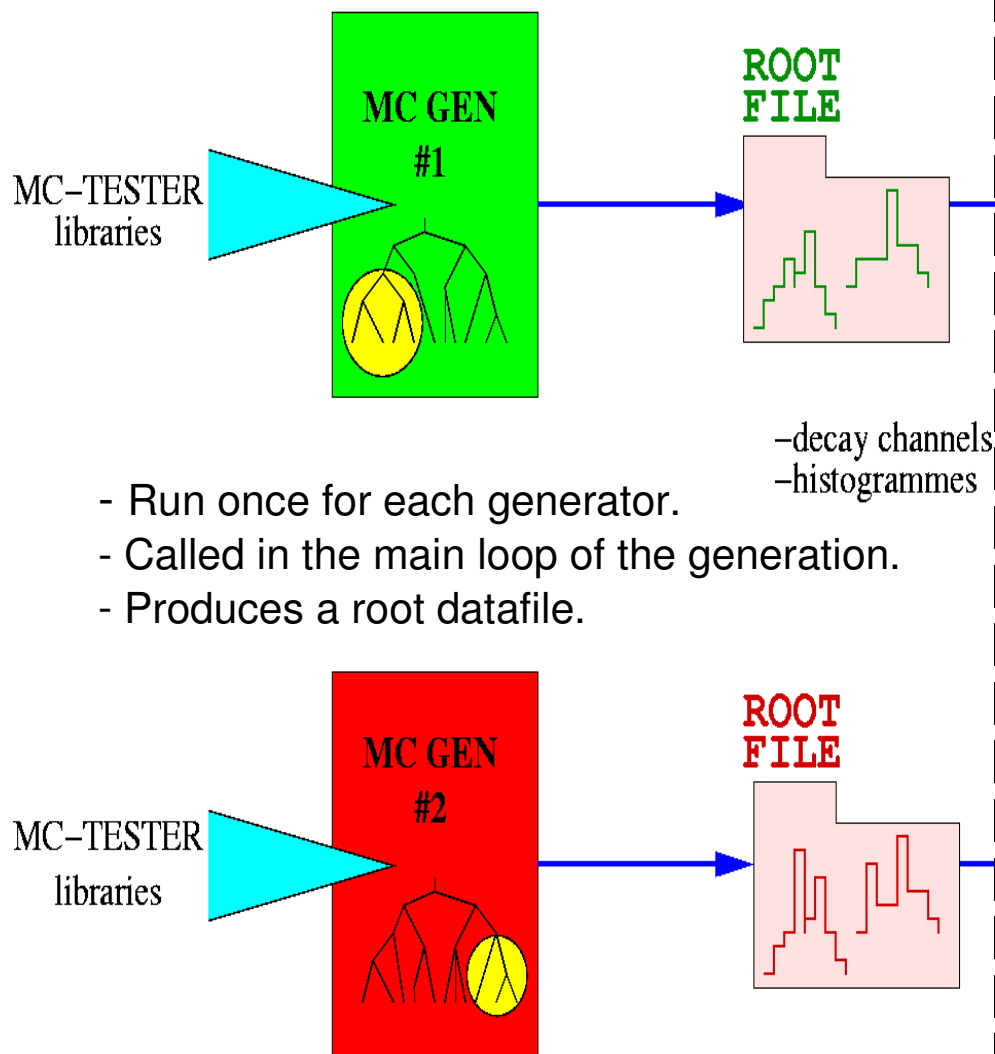 MC GEN
#1
ROOT
FILE
MC–TESTER
libraries
–decay channels
–histogrammes
- Run once for each generator.
- Called in the main loop of the generation.
- Produces a root datafile.
MC GEN
#2
ROOT
FILE
MC–TESTER
libraries